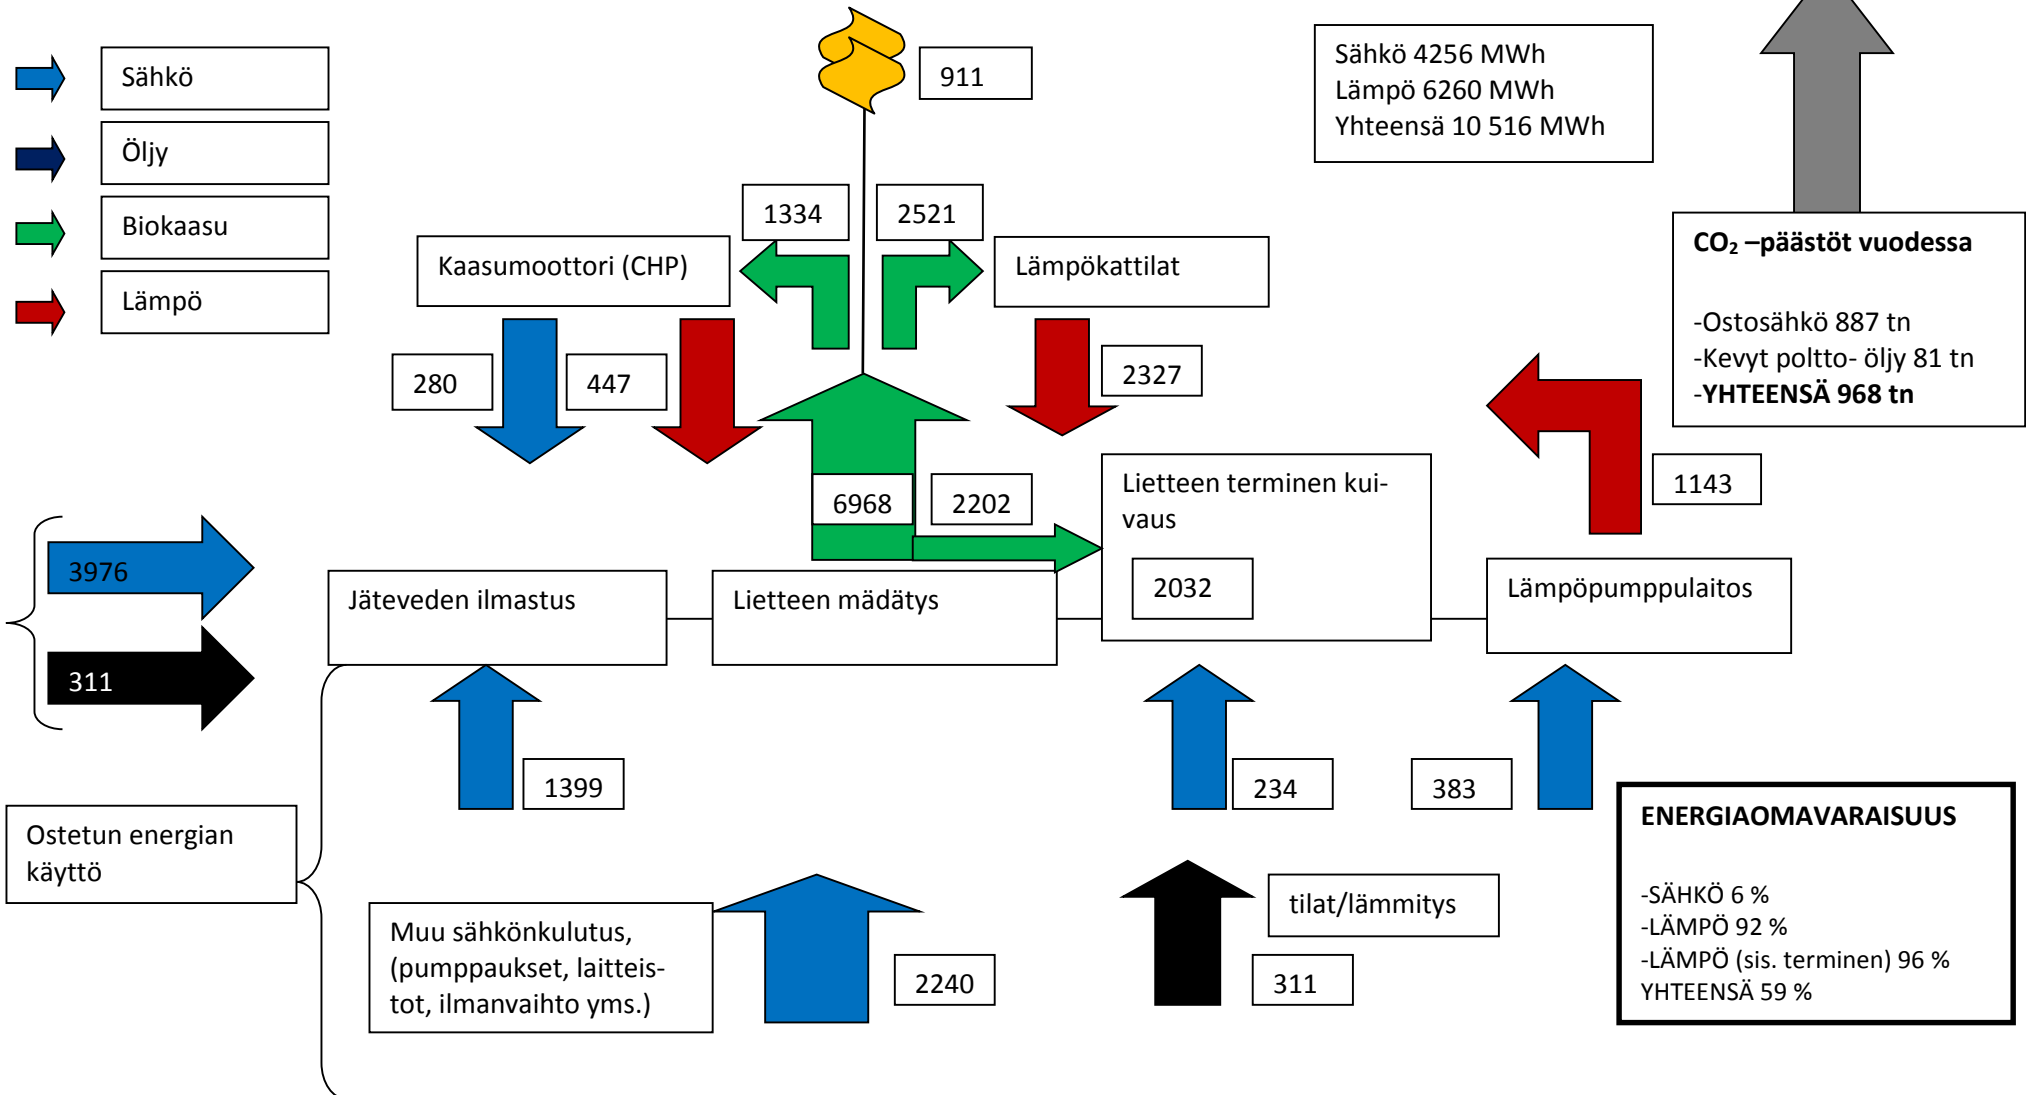 Sähkö
Öljy
Biokaasu
Lämpö
911
Sähkö 4256 MWh
Lämpö 6260 MWh
Yhteensä 10 516 MWh
1334
2521
Kaasumoottori (CHP)
Lämpökattilat
CO₂ –päästöt vuodessa
-Ostosähkö 887 tn
-Kevyt poltto- öljy 81 tn
-YHTEENSÄ 968 tn
280
447
2327
6968
2202
Lietteen terminen kui-
vaus
2032
1143
3976
311
Jäteveden ilmastus
Lietteen mädätys
Lämpöpumppulaitos
1399
234
383
Ostetun energian
käyttö
Muu sähkönkulutus,
(pumppaukset, laitteis-
tot, ilmanvaihto yms.)
2240
tilat/lämmitys
311
ENERGIAOMAVARAISUUS
-SÄHKÖ 6 %
-LÄMPÖ 92 %
-LÄMPÖ (sis. terminen) 96 %
YHTEENSÄ 59 %